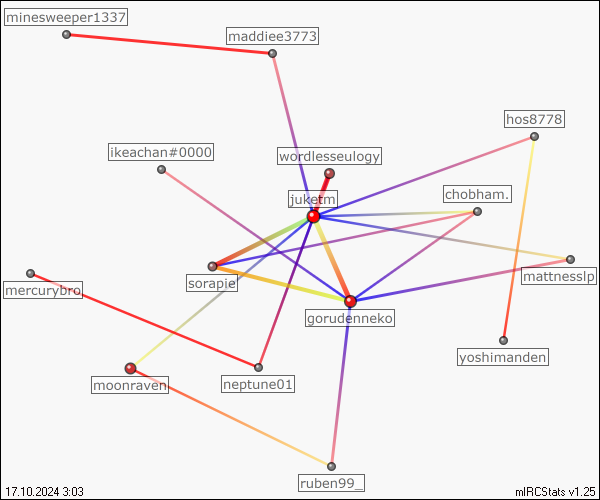 minesweeper1337
maddiee3773
hos8778
ikeachan#0000
wordlesseulogy
chobham.
juketm
sorapie
mattnesslp
mercurybro
gorudenneko
yoshimanden
moonraven
neptune01
ruben99_
17.10.2024 3:03
mIRCStats v1.25